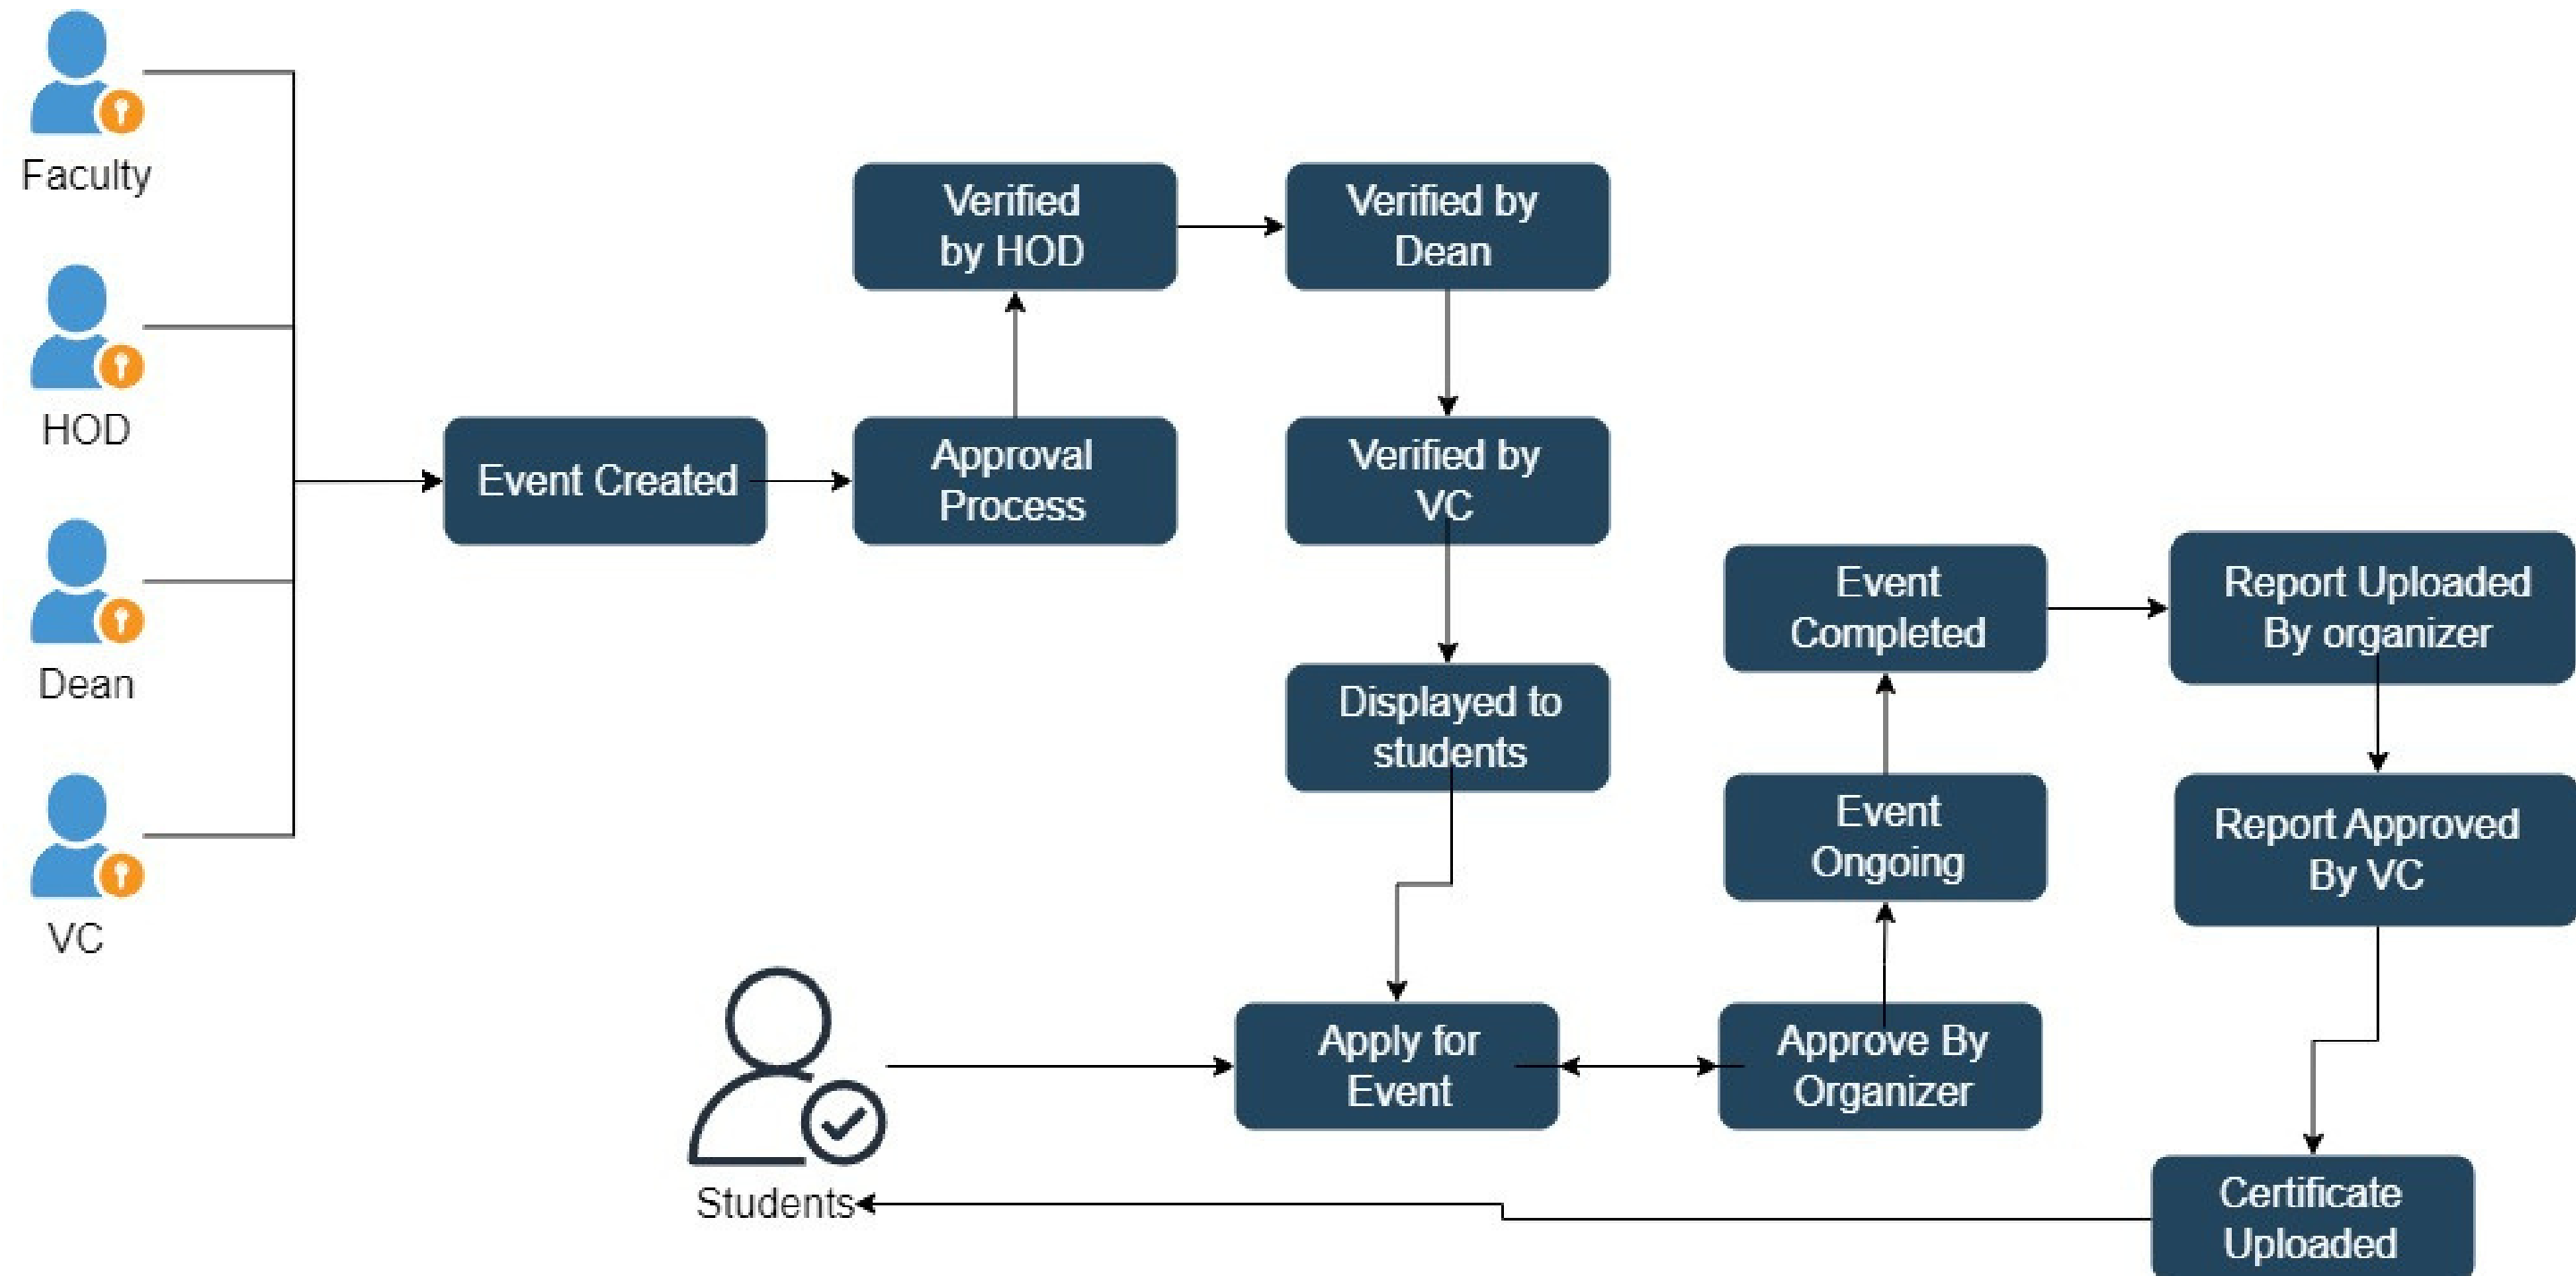 Faculty
HOD
Dean
VC
Event Created
Approval
Process
Verified
by HOD
Verified by
Dean
Verified by
VC
Displayed to
students
Students
Apply for
Event
Approve By
Organizer
Event
Ongoing
Event
Completed
Report Uploaded
By organizer
Report Approved
By VC
Certificate
Uploaded